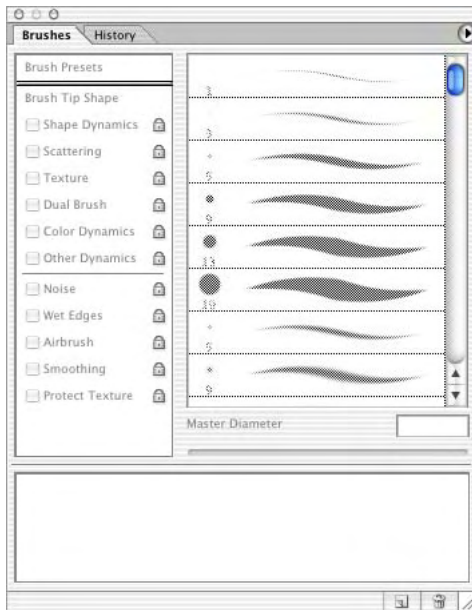 Brushes
History
Brush Presets
Brush Tip Shape
Shape Dynamics
Scattering
Texture
Dual Brush
Color Dynamics
Other Dynamics
Noise
Wet Edges
Airbrush
Smoothing
Protect Texture
1
3
5
9
13
19
5
9
Master Diameter